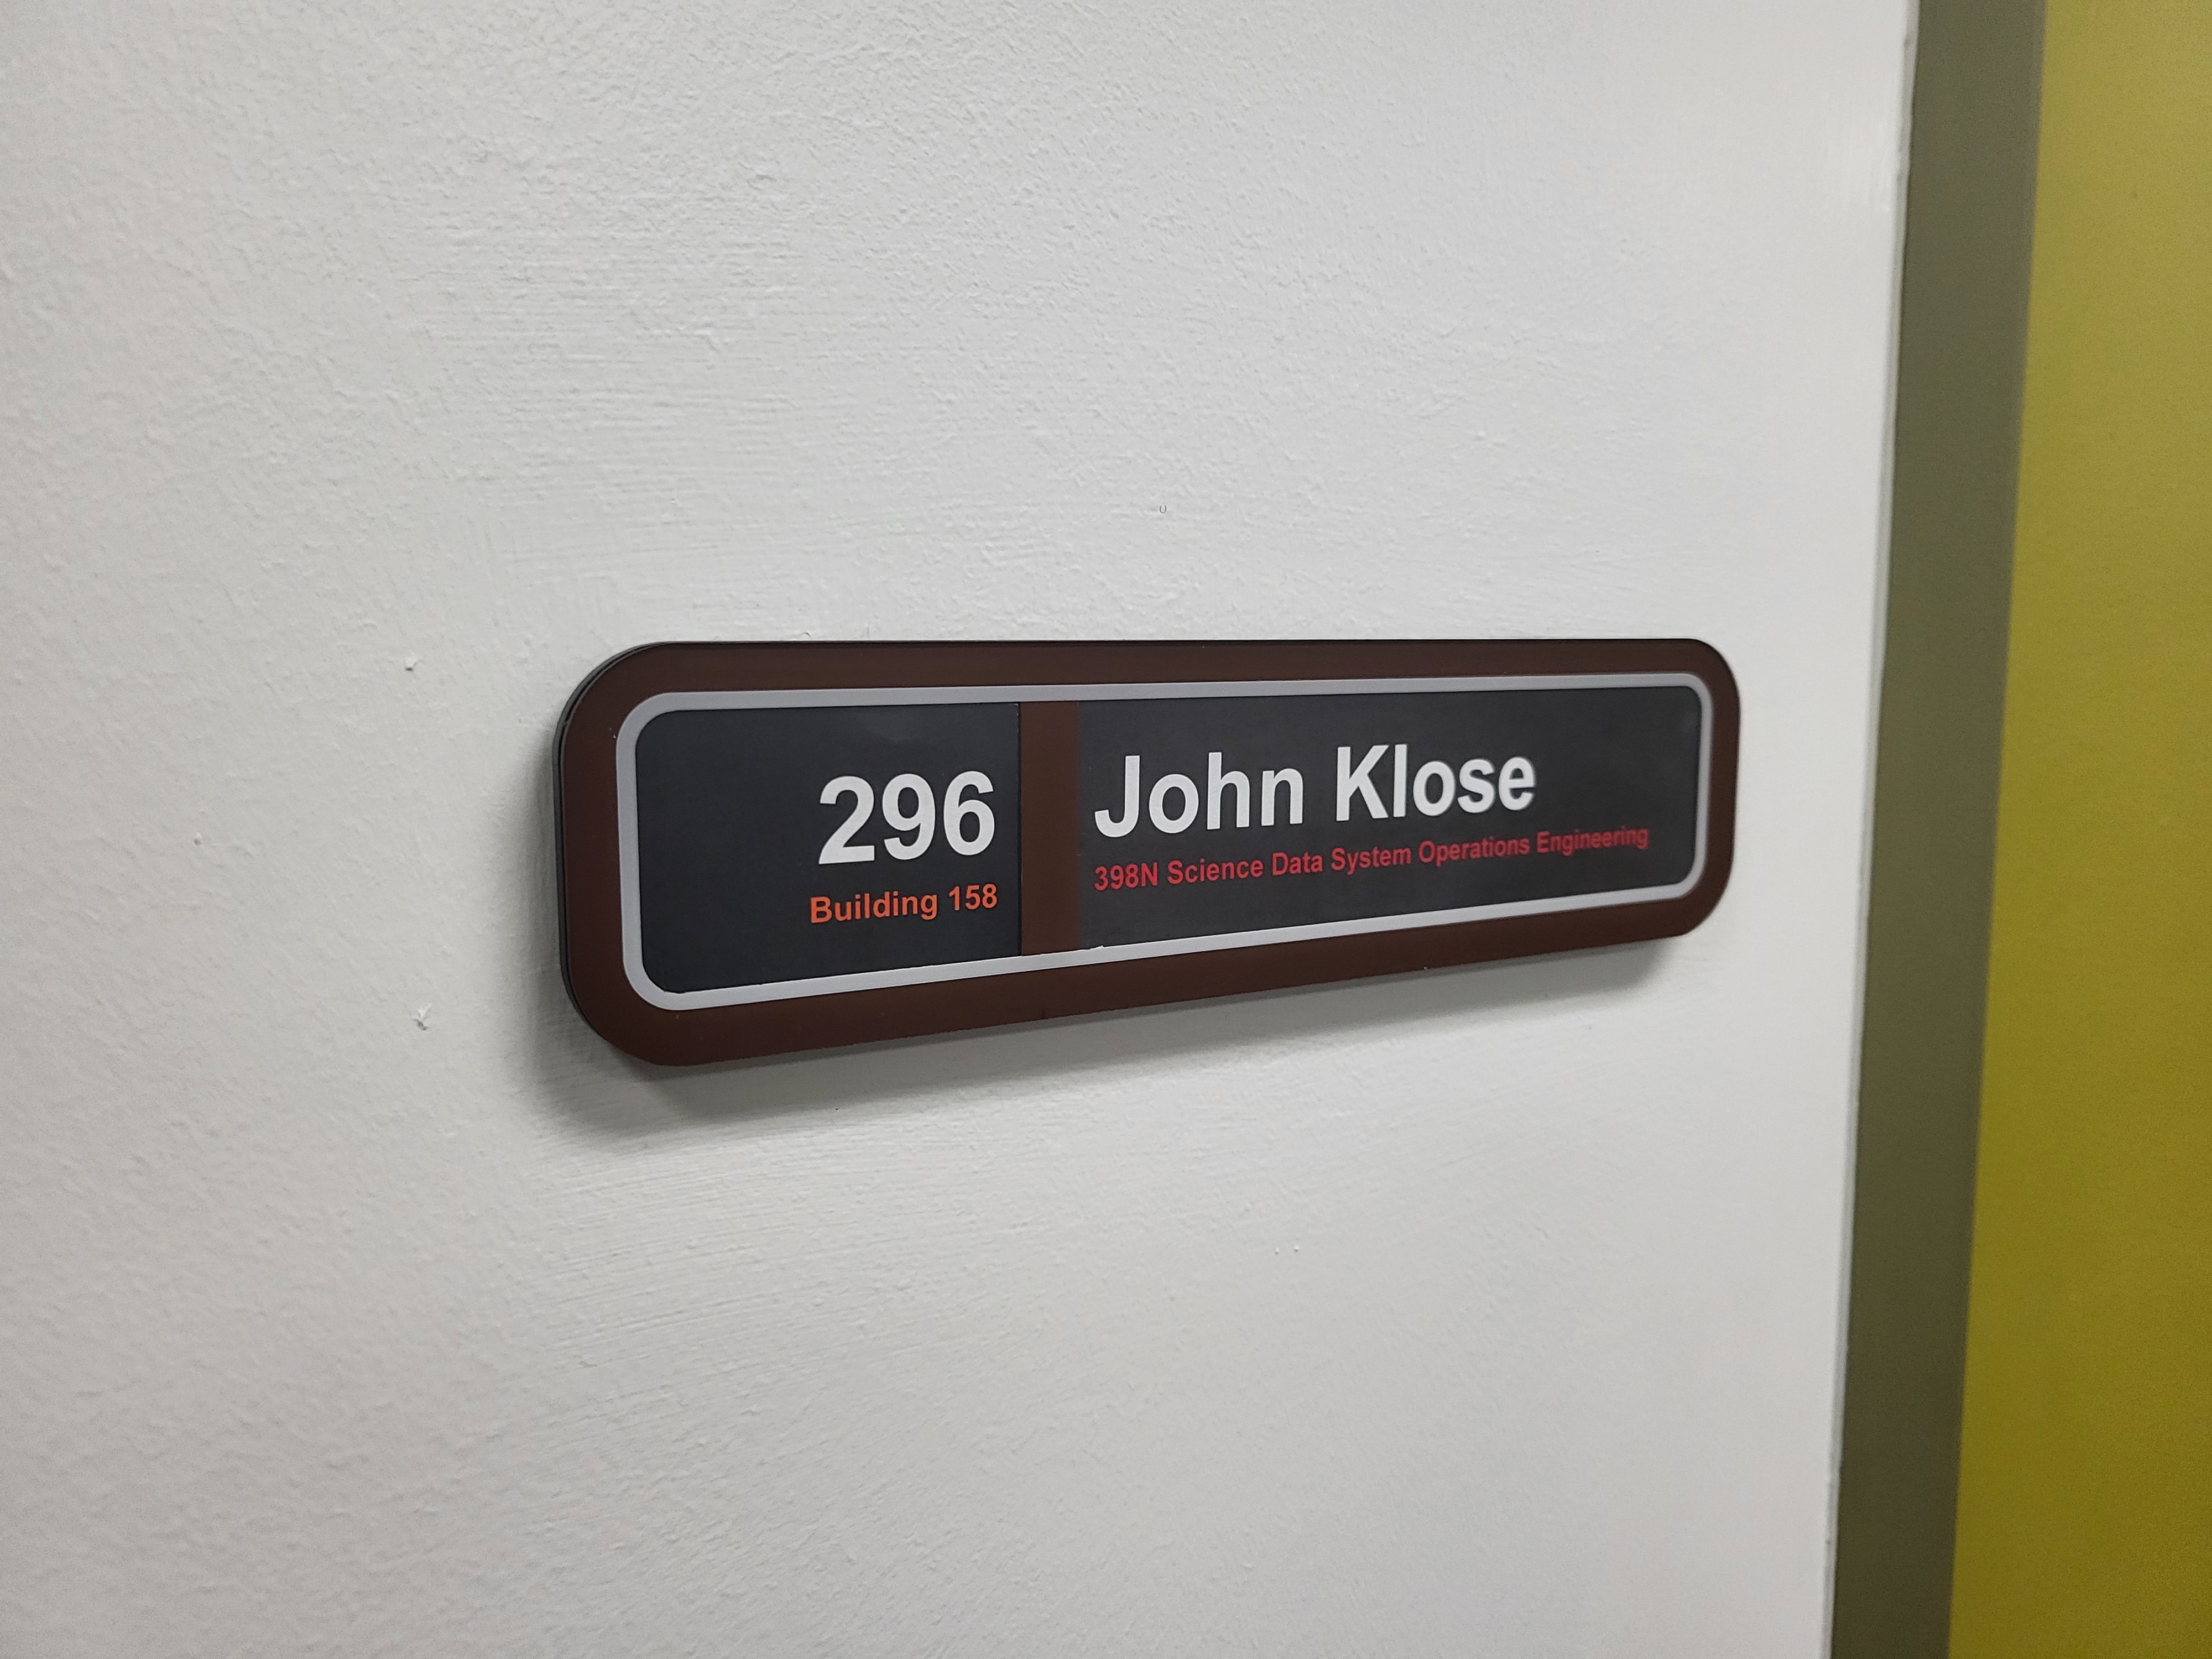 296
Building 158
John Klose
398N Science Data System Operations Engineering